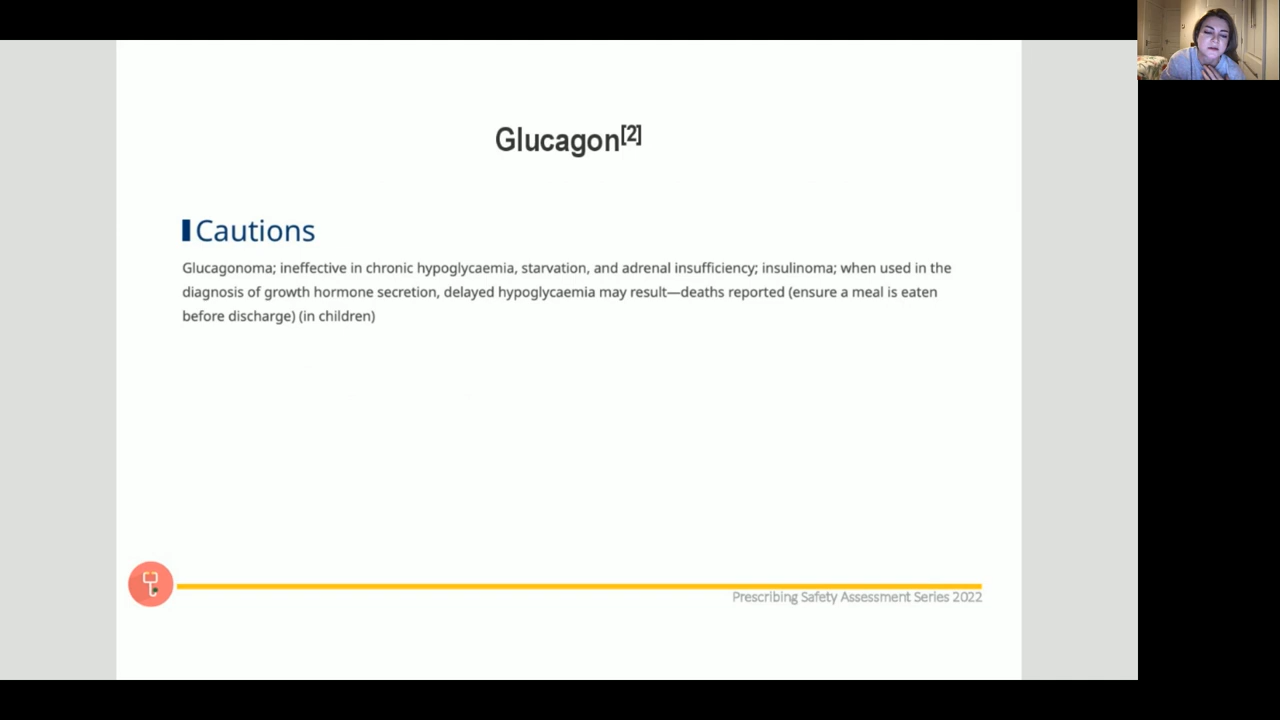 Glucagon[2]
Cautions
Glucagonoma; ineffective in chronic hypoglycaemia, starvation, and adrenal insufficiency; insulinoma; when used in the
diagnosis of growth hormone secretion, delayed hypoglycaemia may result—deaths reported (ensure a meal is eaten
before discharge) (in children)
Prescribing Safety Assessment Series 2022